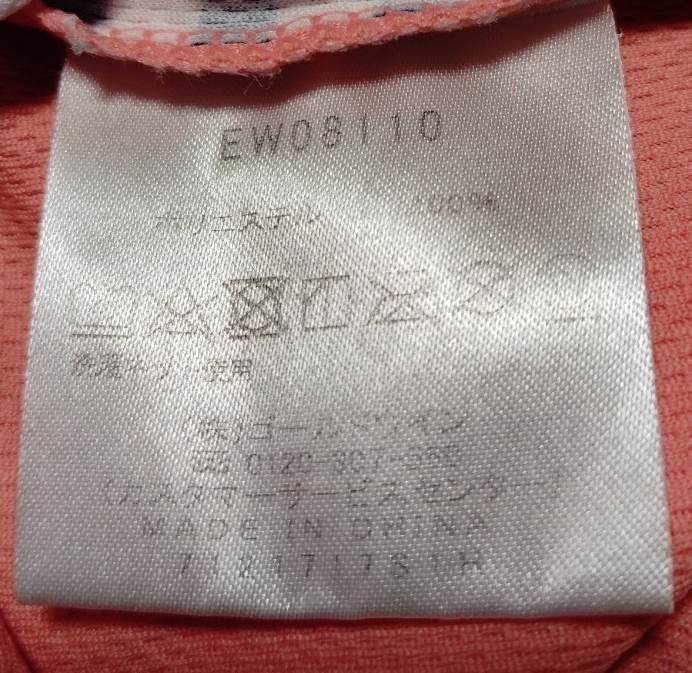 EW08110
ポリエステル 100%
洗濯ネット使用
(株)ゴールドウイン
0120-307-560
(カスタマーサービスセンター)
MADE IN CHINA